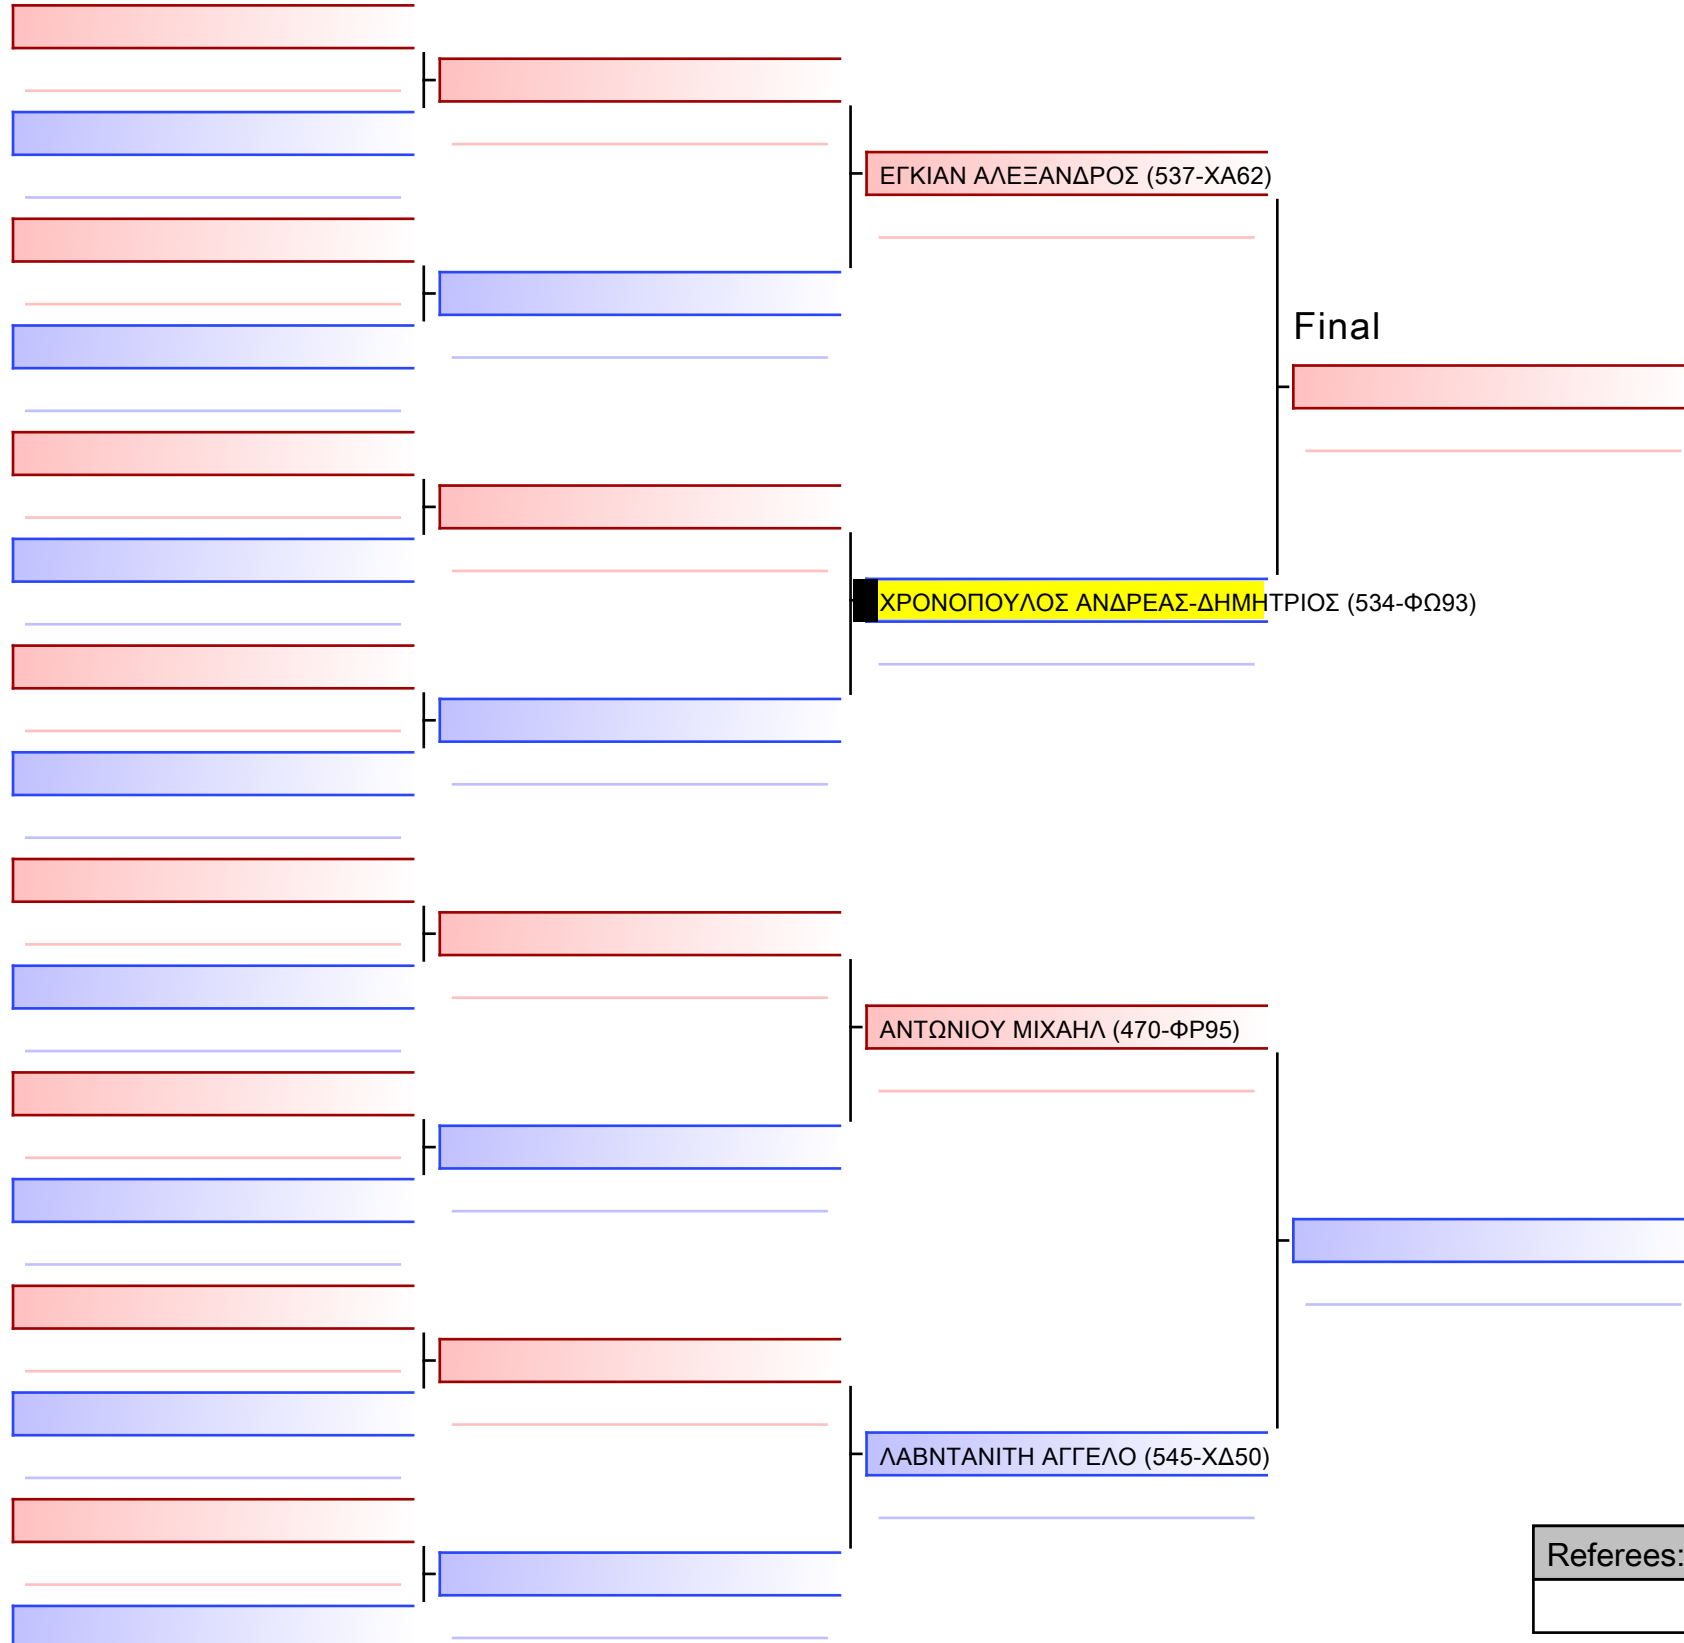 ΕΓΚΙΑΝ ΑΛΕΞΑΝΔΡΟΣ (537-ΧΑ62)
Final
ΧΡΟΝΟΠΟΥΛΟΣ ΑΝΔΡΕΑΣ-ΔΗΜΗΤΡΙΟΣ (534-ΦΩ93)
ΑΝΤΩΝΙΟΥ ΜΙΧΑΗΛ (470-ΦΡ95)
ΛΑΒΝΤΑΝΙΤΗ ΑΓΓΕΛΟ (545-ΧΔ50)
Referees: